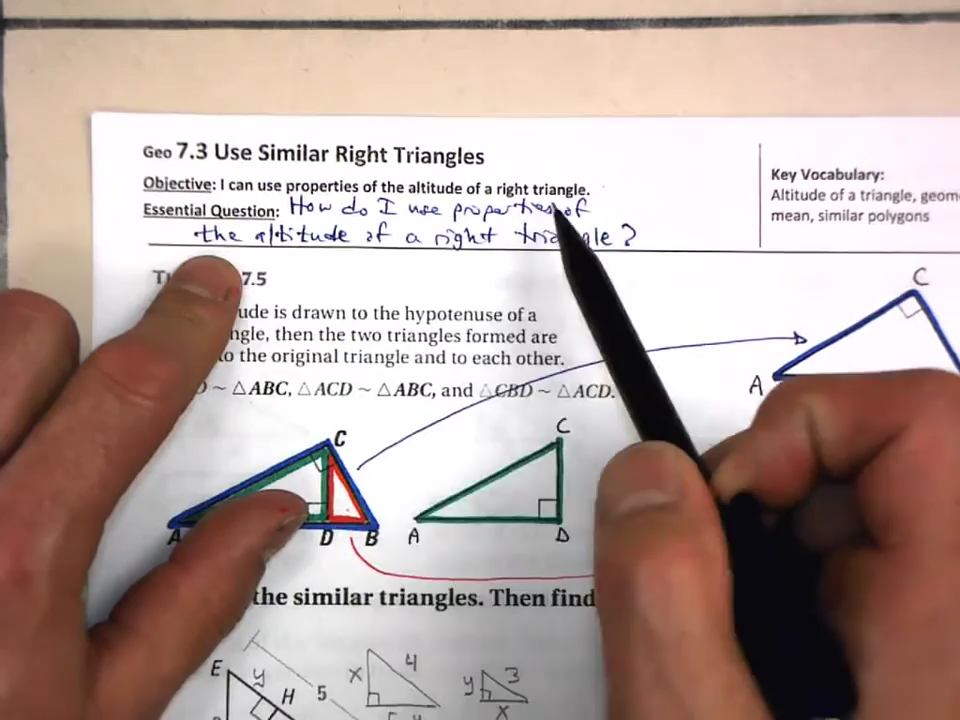 Geo 7.3 Use Similar Right Triangles
Objective: I can use properties of the altitude of a right triangle.
Essential Question: How do I use properties of
the altitude of a right triangle?
Key Vocabulary:
Altitude of a triangle, geom
mean, similar polygons
7.5
ude is drawn to the hypotenuse of a
ngle, then the two triangles formed are
o the original triangle and to each other.
~ △ABC, △ACD ~ △ABC, and △CBD ~ △ACD.
C
A
C
A D B
C
A D
the similar triangles. Then find
E y H 5
x 4
y 3 x